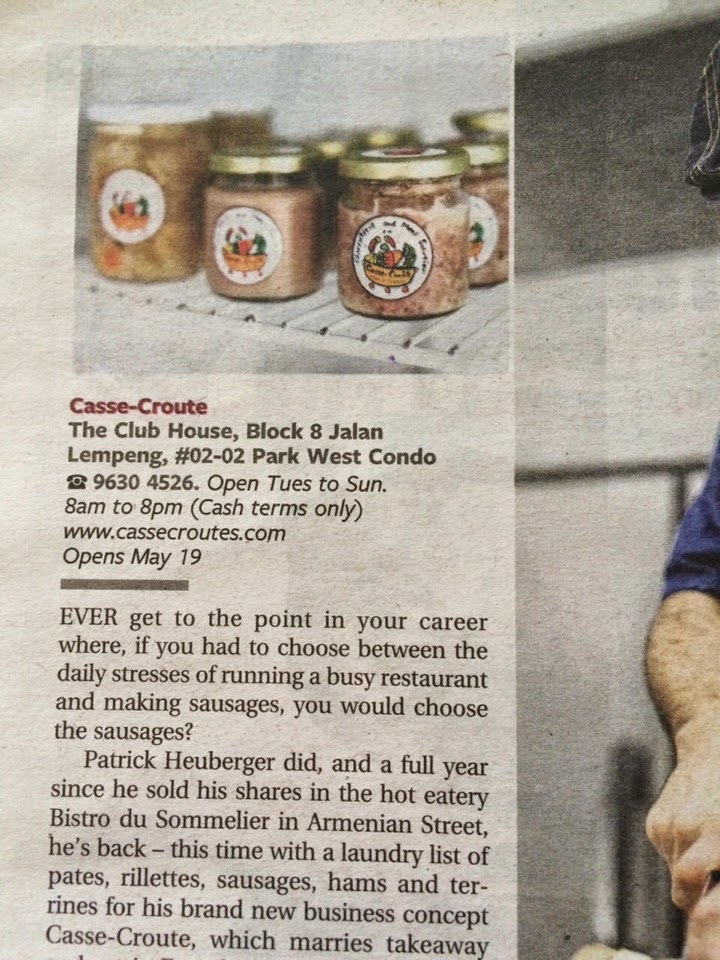 Casse-Croute
Casse-Croute
The Club House, Block 8 Jalan
Lempeng, #02-02 Park West Condo
☎ 9630 4526. Open Tues to Sun.
8am to 8pm (Cash terms only)
www.cassecroutes.com
Opens May 19
EVER get to the point in your career
where, if you had to choose between the
daily stresses of running a busy restaurant
and making sausages, you would choose
the sausages?
Patrick Heuberger did, and a full year
since he sold his shares in the hot eatery
Bistro du Sommelier in Armenian Street,
he's back – this time with a laundry list of
pates, rillettes, sausages, hams and ter-
rines for his brand new business concept
Casse-Croute, which marries takeaway